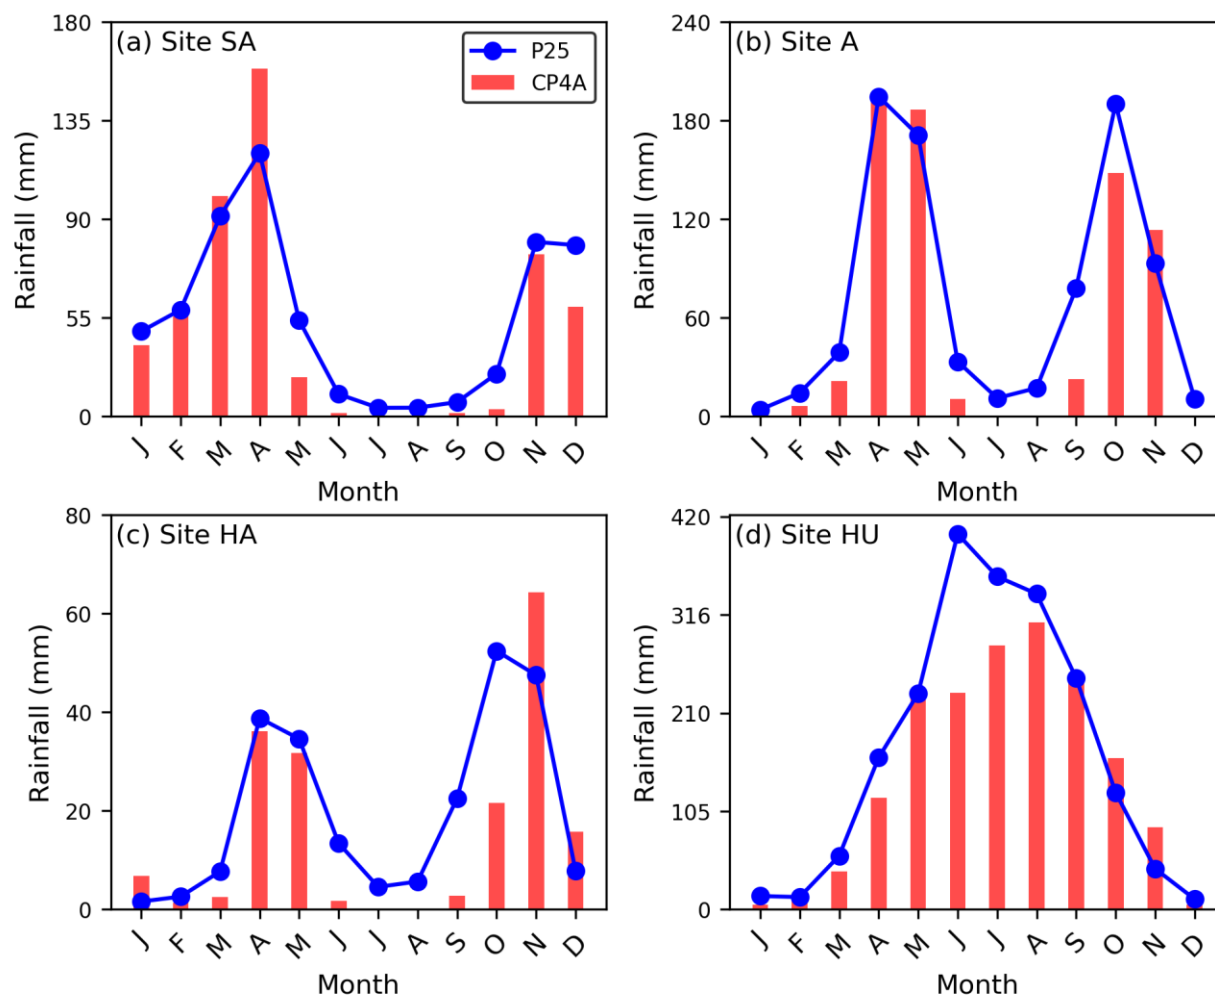 (a) Site SA
P25
CP4A
180
135
90
55
0
Rainfall (mm)
J F M A M J J A S O N D
Month
(b) Site A
240
180
120
60
0
Rainfall (mm)
J F M A M J J A S O N D
Month
(c) Site HA
80
60
40
20
0
Rainfall (mm)
J F M A M J J A S O N D
Month
(d) Site HU
420
316
210
105
0
Rainfall (mm)
J F M A M J J A S O N D
Month